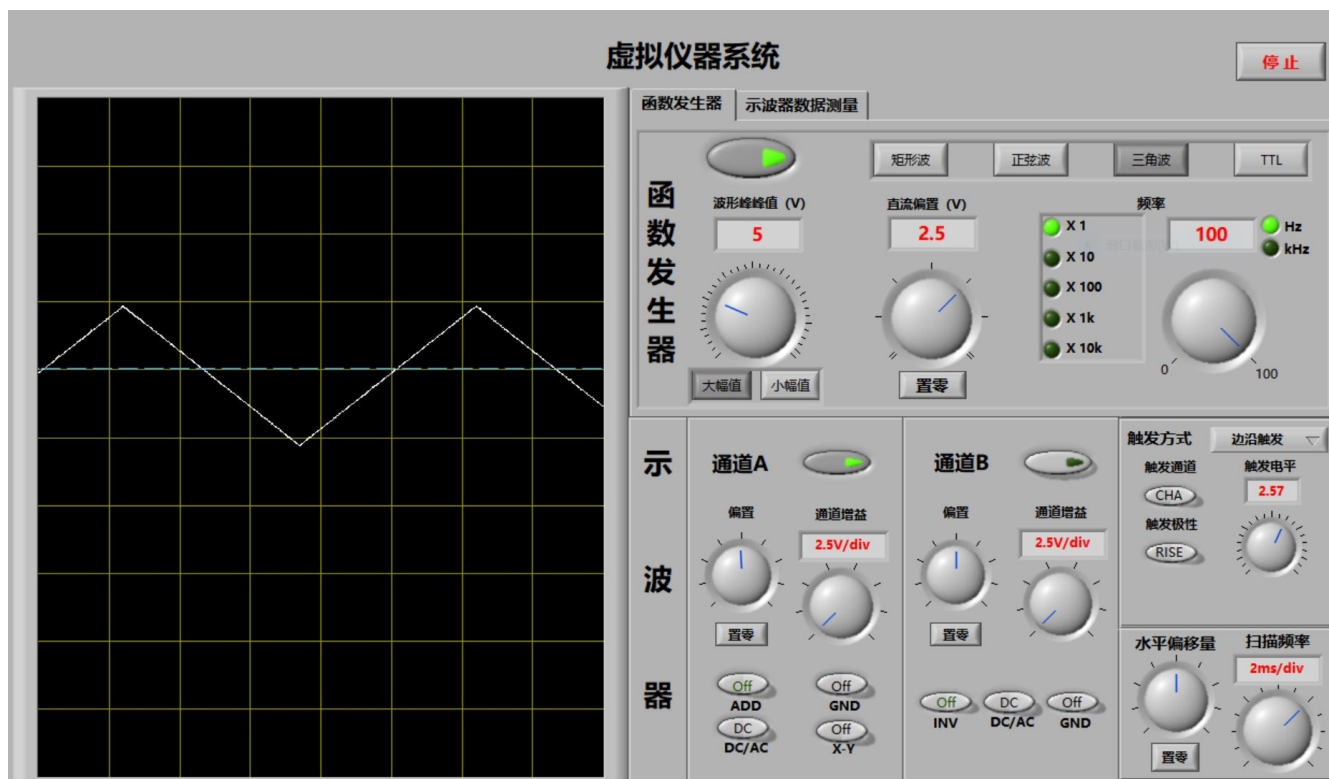 虚拟仪器系统
停止
函数发生器 示波器数据测量
函数发生器
矩形波 正弦波 三角波 TTL
波形峰峰值 (V) 直流偏置 (V) 频率
5 2.5 100
X 1
X 10
X 100
X 1k
X 10k
Hz
kHz
0 100
大幅值 小幅值 置零
示波器
通道A
偏置 通道增益
2.5V/div
置零
Off Off
ADD GND
DC Off
DC/AC X-Y
通道B
偏置 通道增益
2.5V/div
置零
Off DC Off
INV DC/AC GND
触发方式 边沿触发
触发通道 触发电平
CHA 2.57
触发极性
RISE
水平偏移量 扫描频率
2ms/div
置零